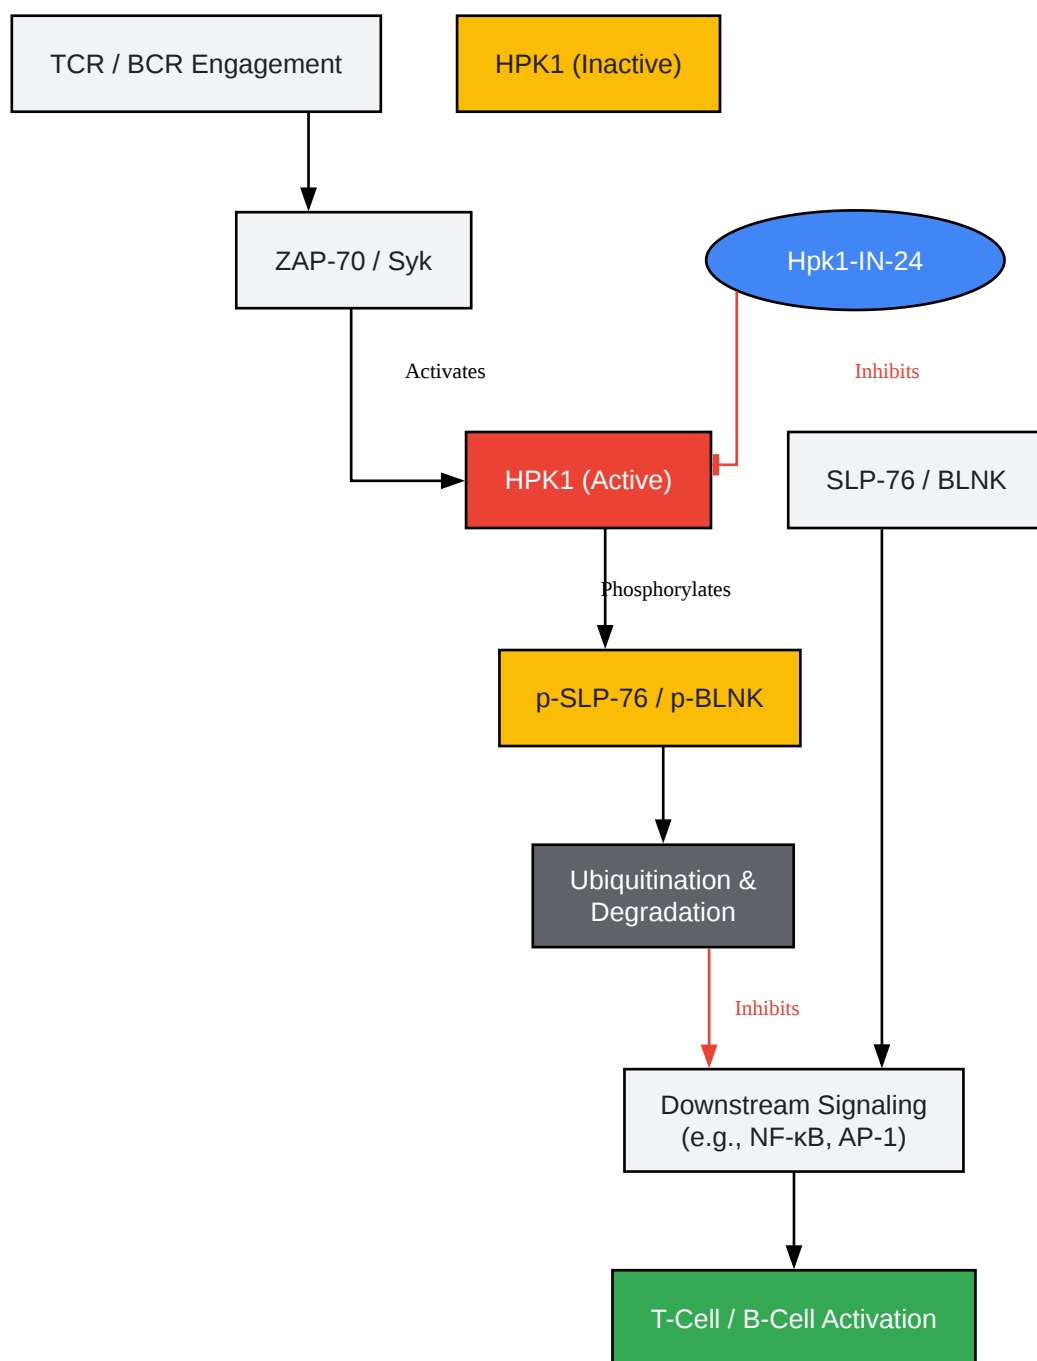 TCR / BCR Engagement
HPK1 (Inactive)
ZAP-70 / Syk
Hpk1-IN-24
Activates
Inhibits
HPK1 (Active)
SLP-76 / BLNK
Phosphorylates
p-SLP-76 / p-BLNK
Ubiquitination &
Degradation
Inhibits
Downstream Signaling
(e.g., NF-κB, AP-1)
T-Cell / B-Cell Activation